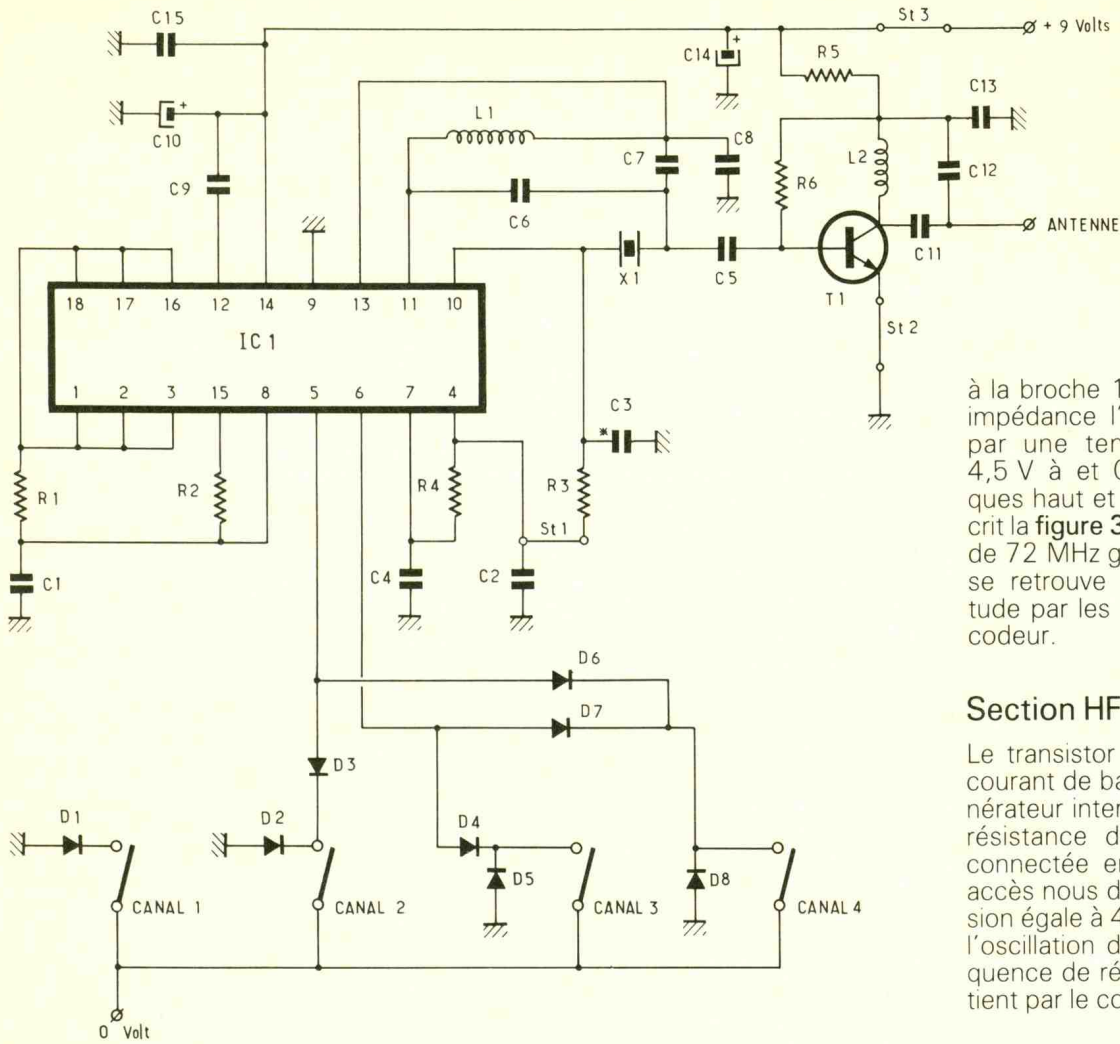 C15
St 3
+ 9 Volts
+
C14
R5
+
C10
L1
C13
C9
C7
C8
L2
C12
C6
R6
ANTENNE
X1
C5
C11
T1
St2
18 17 16 12 14 9 13 11 10
IC 1
1 2 3 15 8 5 6 7 4
C3
*
R1
R2
R4
R3
St 1
C1
C4
C2
D6
D7
D3
D1
D2
D4
D5
D8
CANAL 1
CANAL 2
CANAL 3
CANAL 4
0 Volt
à la broche 1
impédance l'
par une ten
4,5 V à et
ques haut et
crit la figure 3
de 72 MHz g
se retrouve
tude par les
codeur.
Section HF
Le transistor
courant de ba
nérateur inter
résistance d
connectée en
accès nous d
sion égale à 4
l'oscillation d
quence de ré
tient par le co